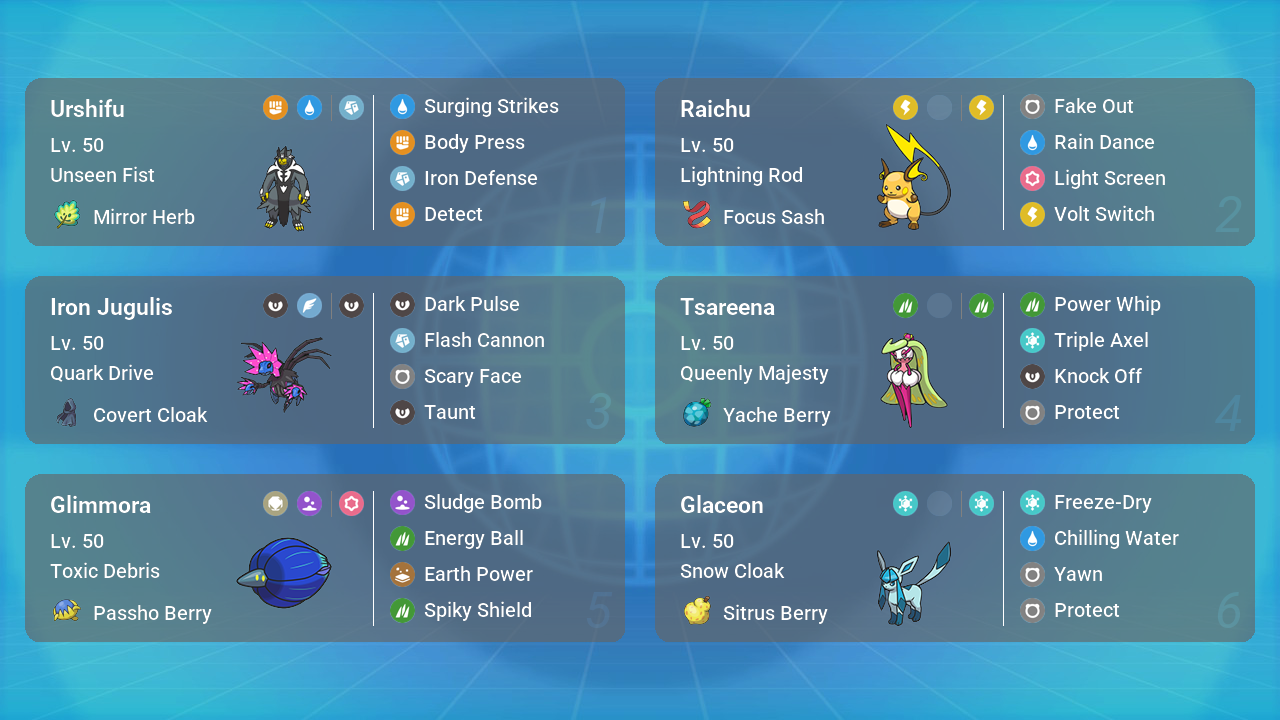 Urshifu
Lv. 50
Unseen Fist
Mirror Herb
Surging Strikes
Body Press
Iron Defense
Detect
1
Raichu
Lv. 50
Lightning Rod
Focus Sash
Fake Out
Rain Dance
Light Screen
Volt Switch
2
Iron Jugulis
Lv. 50
Quark Drive
Covert Cloak
Dark Pulse
Flash Cannon
Scary Face
Taunt
3
Tsareena
Lv. 50
Queenly Majesty
Yache Berry
Power Whip
Triple Axel
Knock Off
Protect
4
Glimmora
Lv. 50
Toxic Debris
Passho Berry
Sludge Bomb
Energy Ball
Earth Power
Spiky Shield
5
Glaceon
Lv. 50
Snow Cloak
Sitrus Berry
Freeze-Dry
Chilling Water
Yawn
Protect
6